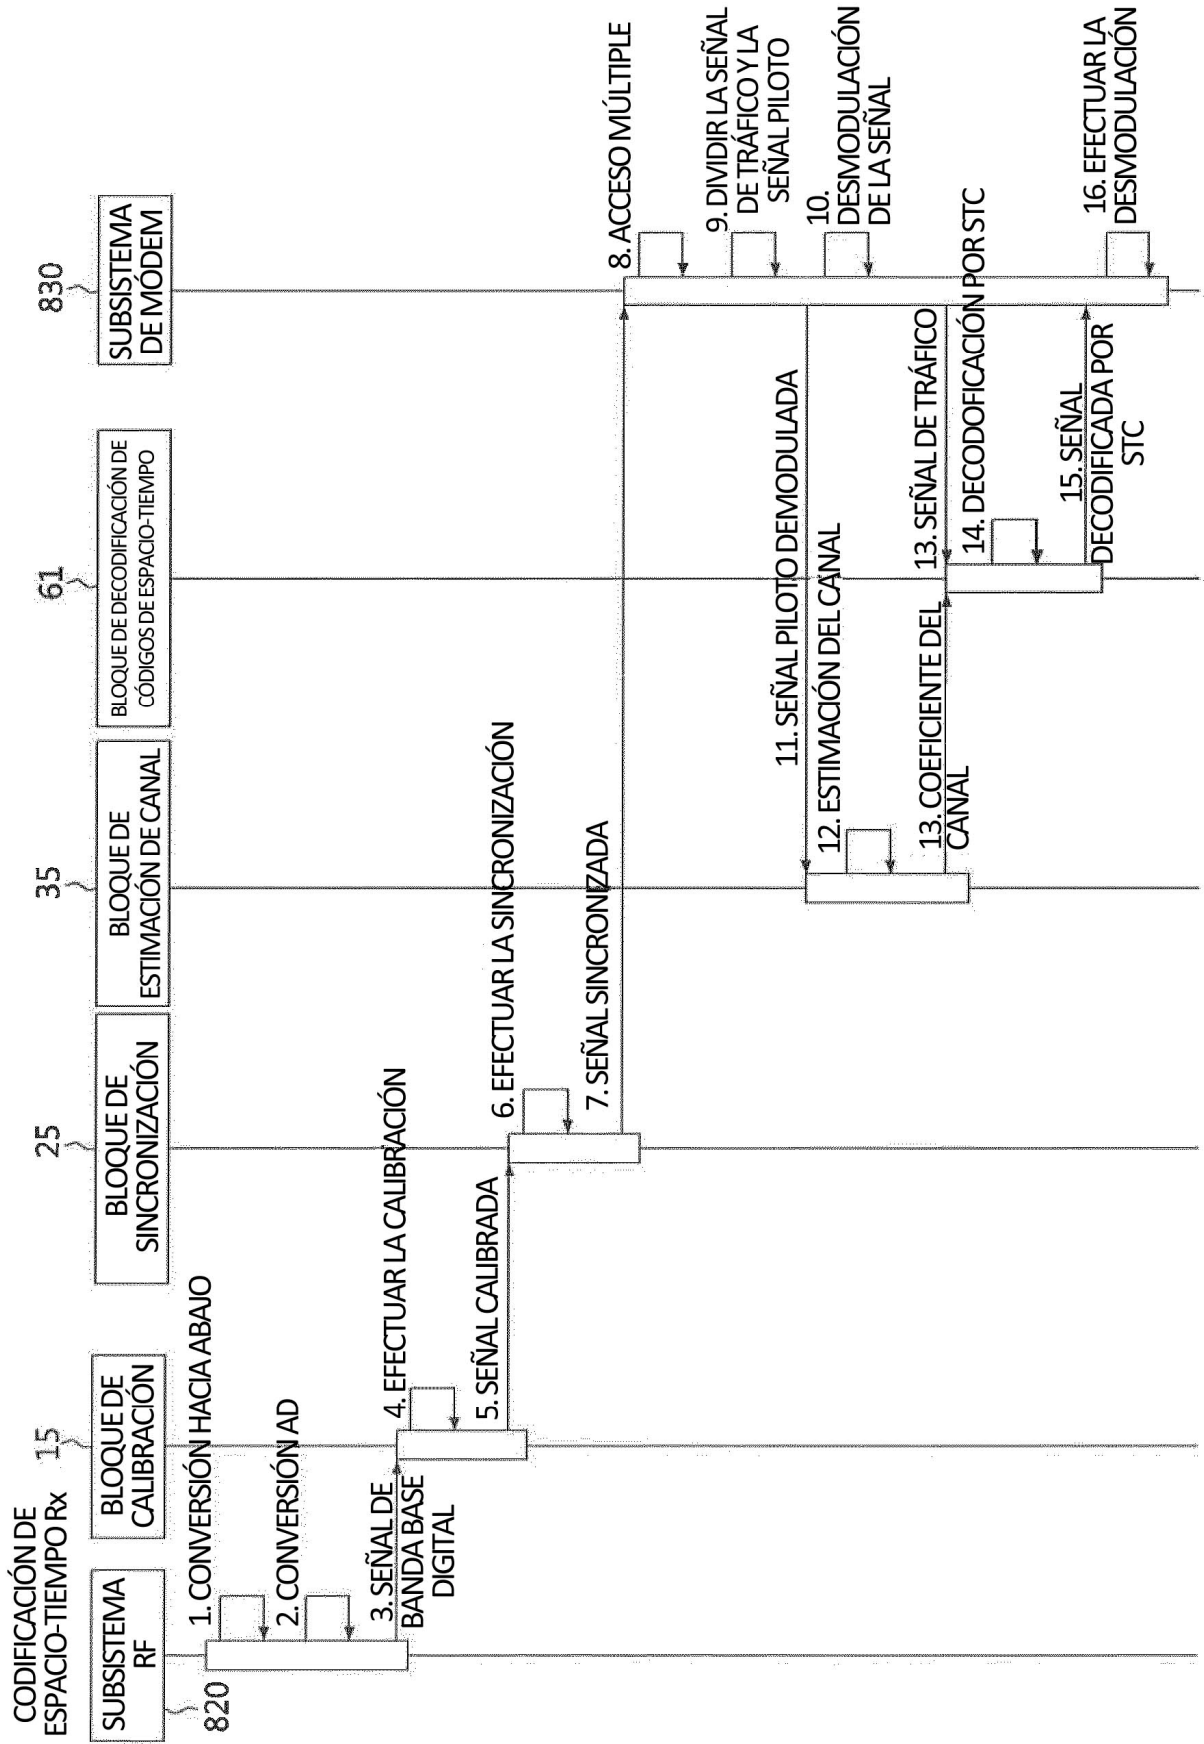 CODIFICACIÓN DE
ESPACIO-TIEMPO Rx
820
SUBSISTEMA
RF
15
BLOQUE DE
CALIBRACIÓN
25
BLOQUE DE
SINCRONIZACIÓN
35
BLOQUE DE
ESTIMACIÓN DE CANAL
61
BLOQUE DE DECODIFICACIÓN DE
CÓDIGOS DE ESPACIO-TIEMPO
830
SUBSISTEMA
DE MÓDEM
1. CONVERSIÓN HACIA ABAJO
2. CONVERSIÓN AD
3. SEÑAL DE
BANDA BASE
DIGITAL
4. EFECTUAR LA CALIBRACIÓN
5. SEÑAL CALIBRADA
6. EFECTUAR LA SINCRONIZACIÓN
7. SEÑAL SINCRONIZADA
8. ACCESO MÚLTIPLE
9. DIVIDIR LA SEÑAL
DE TRÁFICO Y LA
SEÑAL PILOTO
10.
DESMODULACIÓN
DE LA SEÑAL
11. SEÑAL PILOTO DEMODULADA
12. ESTIMACIÓN DEL CANAL
13. COEFICIENTE DEL
CANAL
13. SEÑAL DE TRÁFICO
14. DECODOFICACIÓN POR STC
15. SEÑAL
DECODIFICADA POR
STC
16. EFECTUAR LA
DESMODULACIÓN